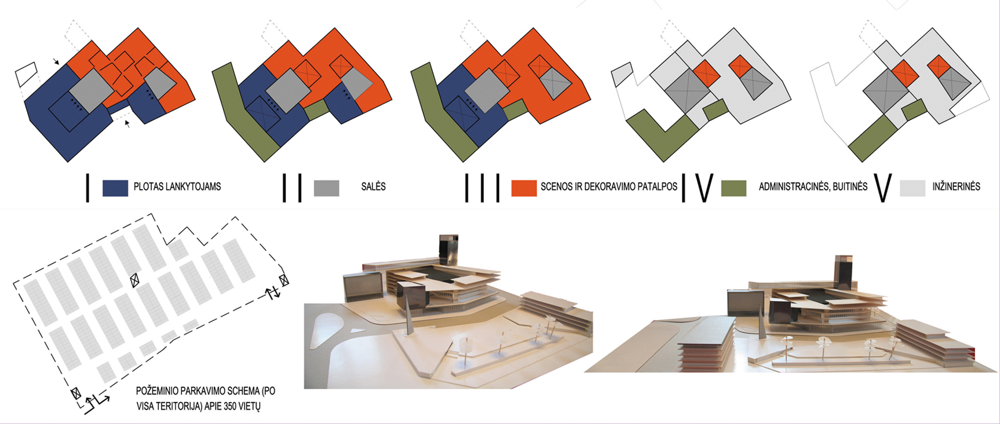 I PLOTAS LANKYTOJAMS II SALĖS III SCENOS IR DEKORAVIMO PATALPOS IV ADMINISTRACINĖS, BUITINĖS V INŽINERINĖS
POŽEMINIO PARKAVIMO SCHEMA (PO
VISA TERITORIJA) APIE 350 VIETŲ